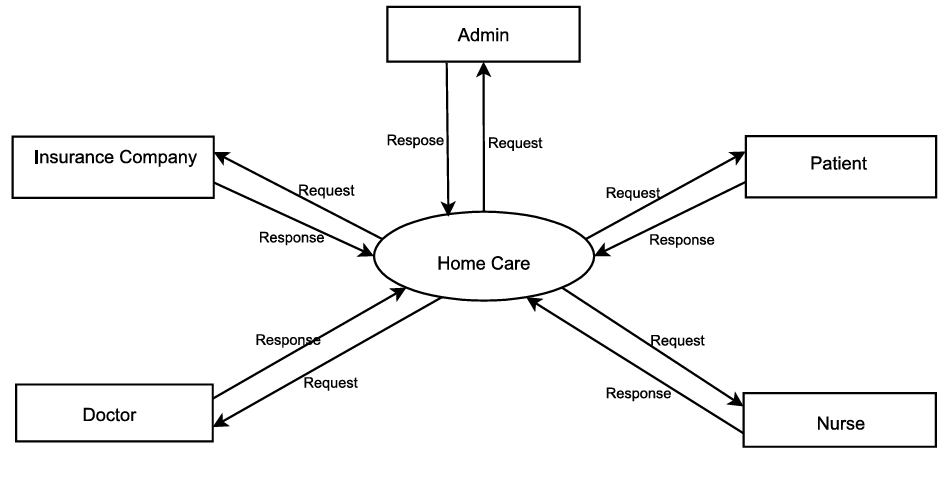 Admin
Respose
Request
Insurance Company
Patient
Request
Request
Response
Response
Home Care
Response
Request
Request
Response
Doctor
Nurse